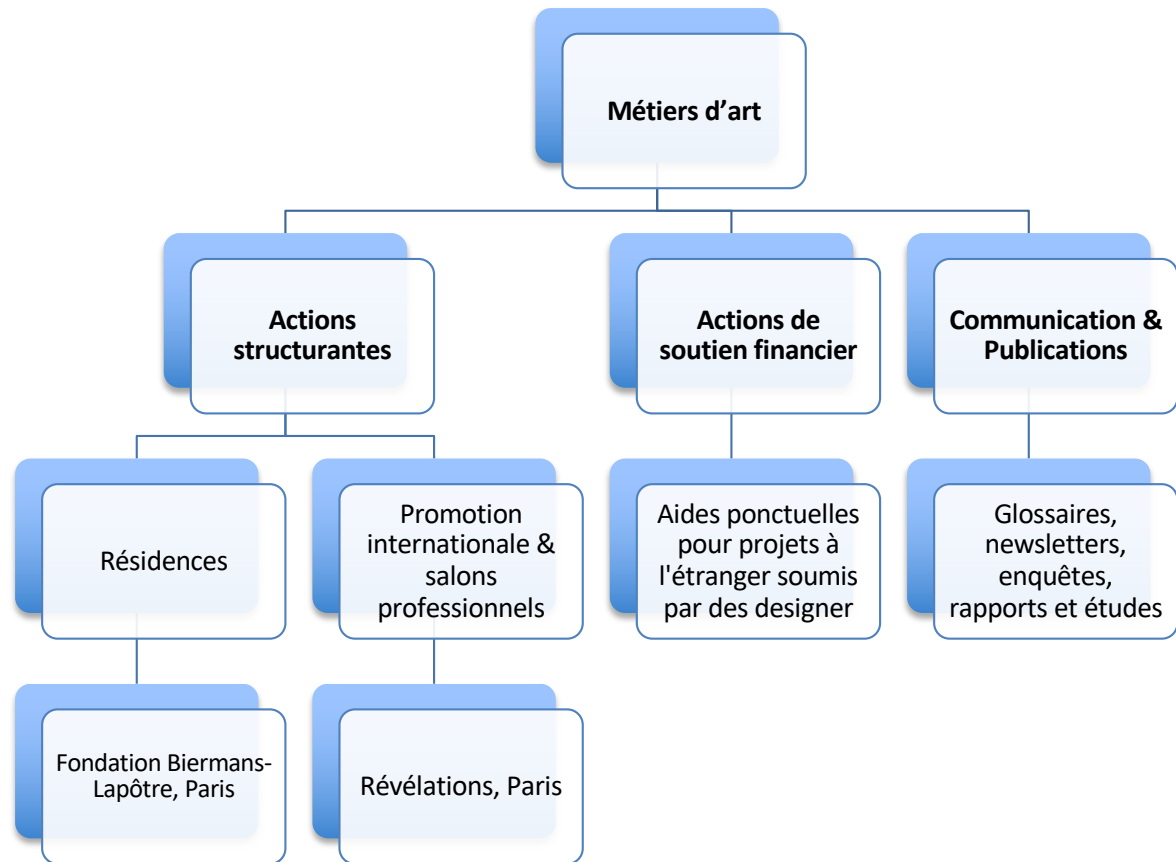 Métiers d’art
Actions
structurantes
Actions de
soutien financier
Communication &
Publications
Résidences
Promotion
internationale &
salons
professionnels
Aides ponctuelles
pour projets à
l'étranger soumis
par des designer
Glossaires,
newsletters,
enquêtes,
rapports et études
Fondation Biermans-
Lapôtre, Paris
Révélations, Paris